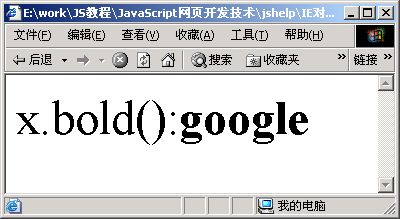 E:\work\JS教程\JavaScript网页开发技术\jshelp\IE对...
文件(F) 编辑(E) 查看(V) 收藏(A) 工具(T) 帮助(H) »
后退 » 搜索 收藏夹 » 链接 »
x.bold():google
我的电脑